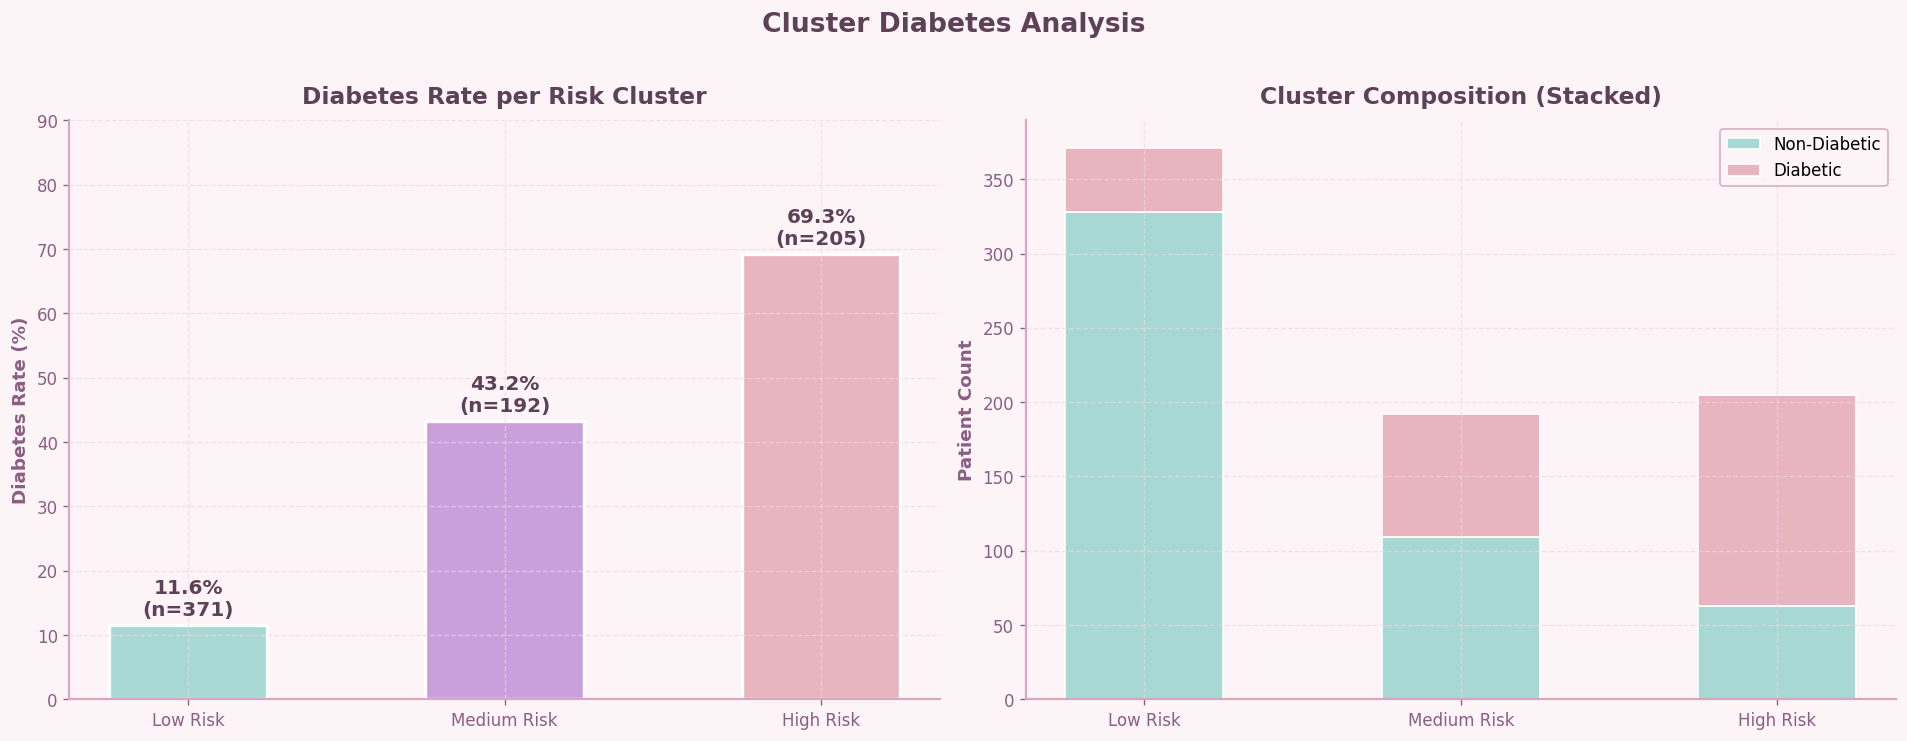 Cluster Diabetes Analysis
Diabetes Rate per Risk Cluster
Diabetes Rate (%)
90
80
70
60
50
40
30
20
10
0
11.6%
(n=371)
43.2%
(n=192)
69.3%
(n=205)
Low Risk
Medium Risk
High Risk
Cluster Composition (Stacked)
Patient Count
350
300
250
200
150
100
50
0
Non-Diabetic
Diabetic
Low Risk
Medium Risk
High Risk